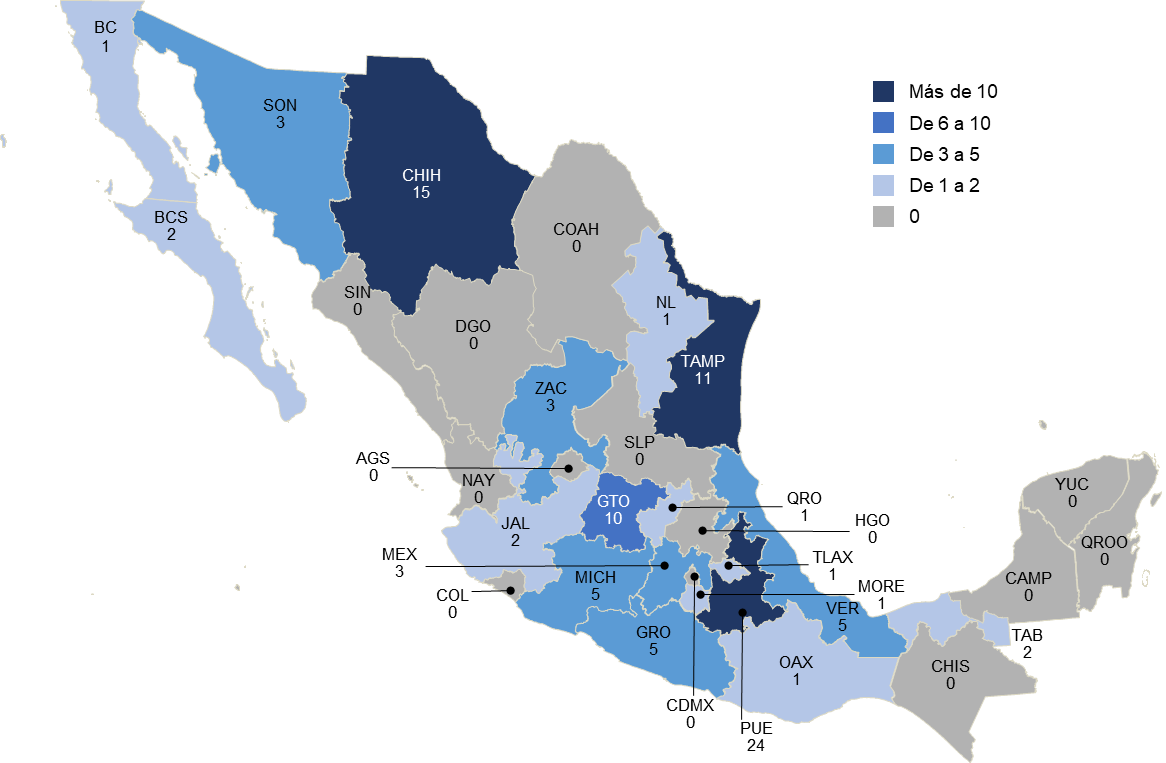 BC
1
SON
3
CHIH
15
BCS
2
COAH
0
SIN
0
NL
1
DGO
0
TAMP
11
ZAC
3
SLP
0
AGS
0
NAY
0
GTO
10
QRO
1
JAL
2
HGO
0
MEX
3
TLAX
1
MICH
5
MORE
1
COL
0
VER
5
GRO
5
OAX
1
CDMX
0
PUE
24
TAB
2
CHIS
0
CAMP
0
YUC
0
QROO
0
Más de 10
De 6 a 10
De 3 a 5
De 1 a 2
0